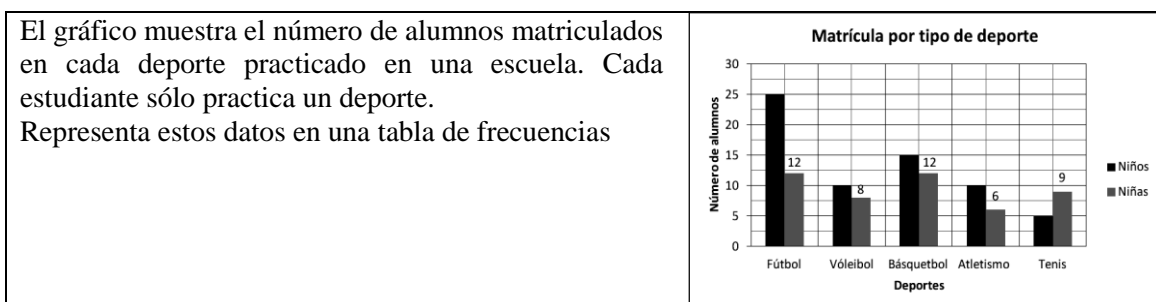 El gráfico muestra el número de alumnos matriculados
en cada deporte practicado en una escuela. Cada
estudiante sólo practica un deporte.
Representa estos datos en una tabla de frecuencias
Matrícula por tipo de deporte
Número de alumnos
30
25
20
15
10
5
0
12
8
12
6
9
Fútbol Vóleibol Básquetbol Atletismo Tenis
Deportes
Niños
Niñas